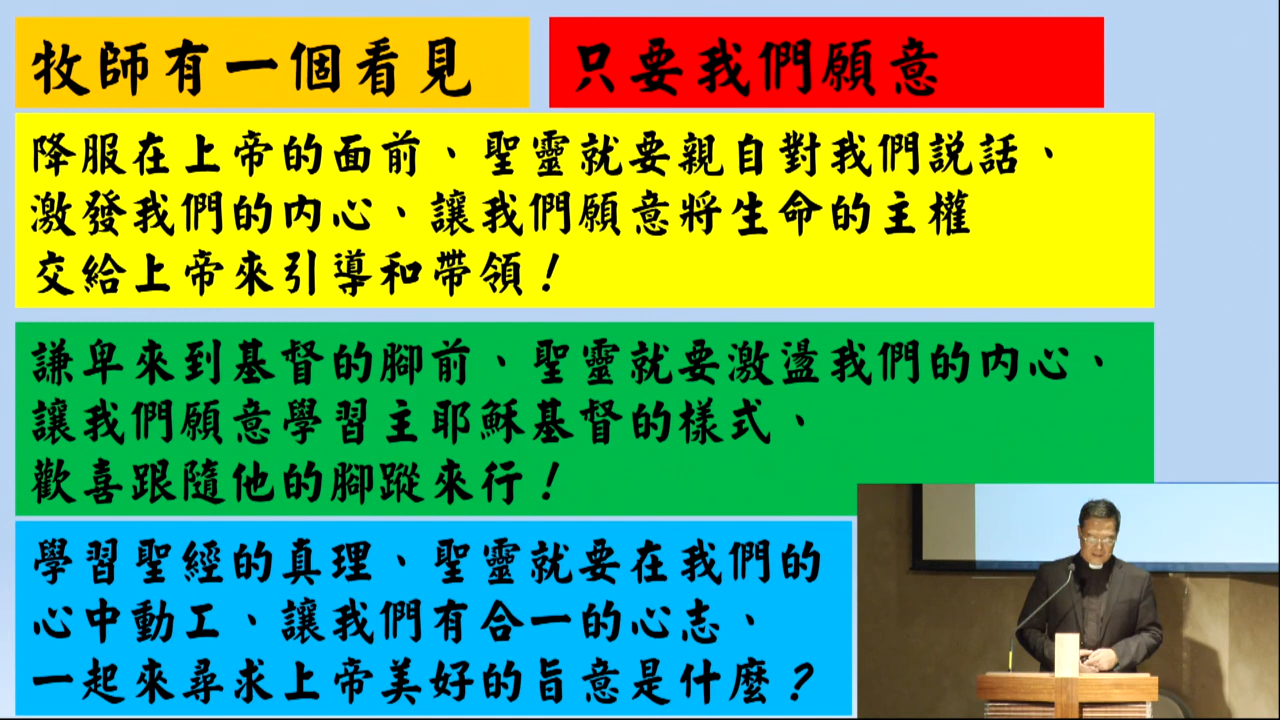 牧師有一個看見
只要我們願意
降服在上帝的面前、聖靈就要親自對我們説話、
激發我們的内心、讓我們願意將生命的主權
交給上帝來引導和帶領！
謙卑來到基督的腳前、聖靈就要激盪我們的内心、
讓我們願意學習主耶穌基督的樣式、
歡喜跟隨他的腳蹤來行！
學習聖經的真理、聖靈就要在我們的
心中動工、讓我們有合一的心志、
一起來尋求上帝美好的旨意是什麼？